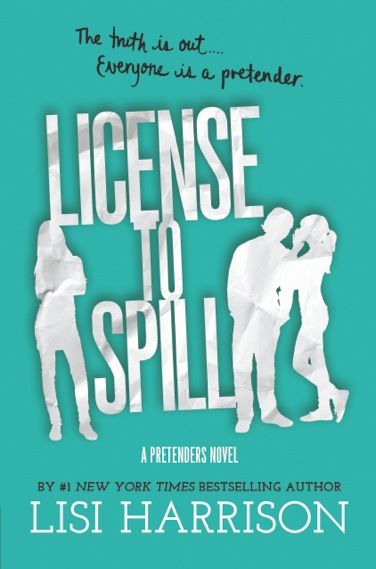 The truth is out....
Everyone is a pretender.
LICENSE
TO
SPILL
A PRETENDERS NOVEL
BY #1 NEW YORK TIMES BESTSELLING AUTHOR
LISI HARRISON